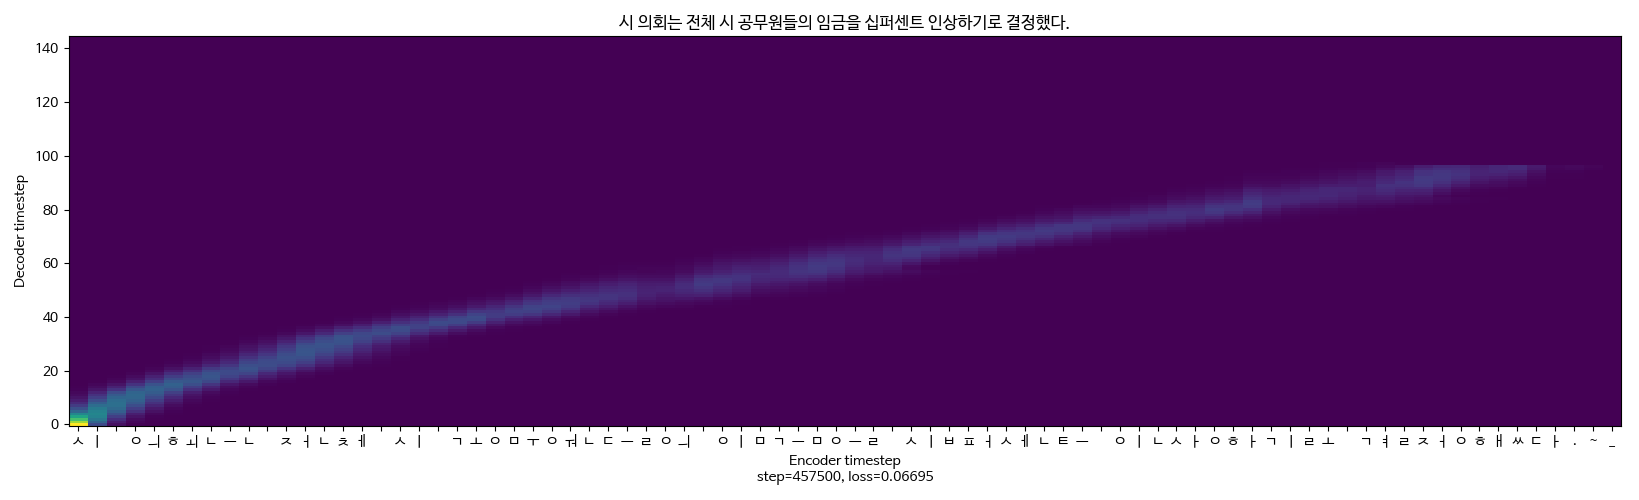 시 의회는 전체 시 공무원들의 임금을 십퍼센트 인상하기로 결정했다.
140
120
100
80
60
40
20
0
Decoder timestep
ㅅ ㅣ ㅇ ㅢ ㅎ ㅚ ㄴ ㅡ ㄴ ㅈ ㅓ ㄴ ㅊ ㅔ ㅅ ㅣ ㄱ ㅗ ㅇ ㅁ ㅜ ㅇ ㅝ ㄴ ㄷ ㅡ ㄹ ㅇ ㅢ ㅇ ㅣ ㅁ ㄱ ㅡ ㅁ ㅇ ㅡ ㄹ ㅅ ㅣ ㅂ ㅍ ㅓ ㅅ ㅔ ㄴ ㅌ ㅡ ㅇ ㅣ ㄴ ㅅ ㅏ ㅇ ㅎ ㅏ ㄱ ㅣ ㄹ ㅗ ㄱ ㅕ ㄹ ㅈ ㅓ ㅇ ㅎ ㅐ ㅆ ㄷ ㅏ . ~ _
Encoder timestep
step=457500, loss=0.06695